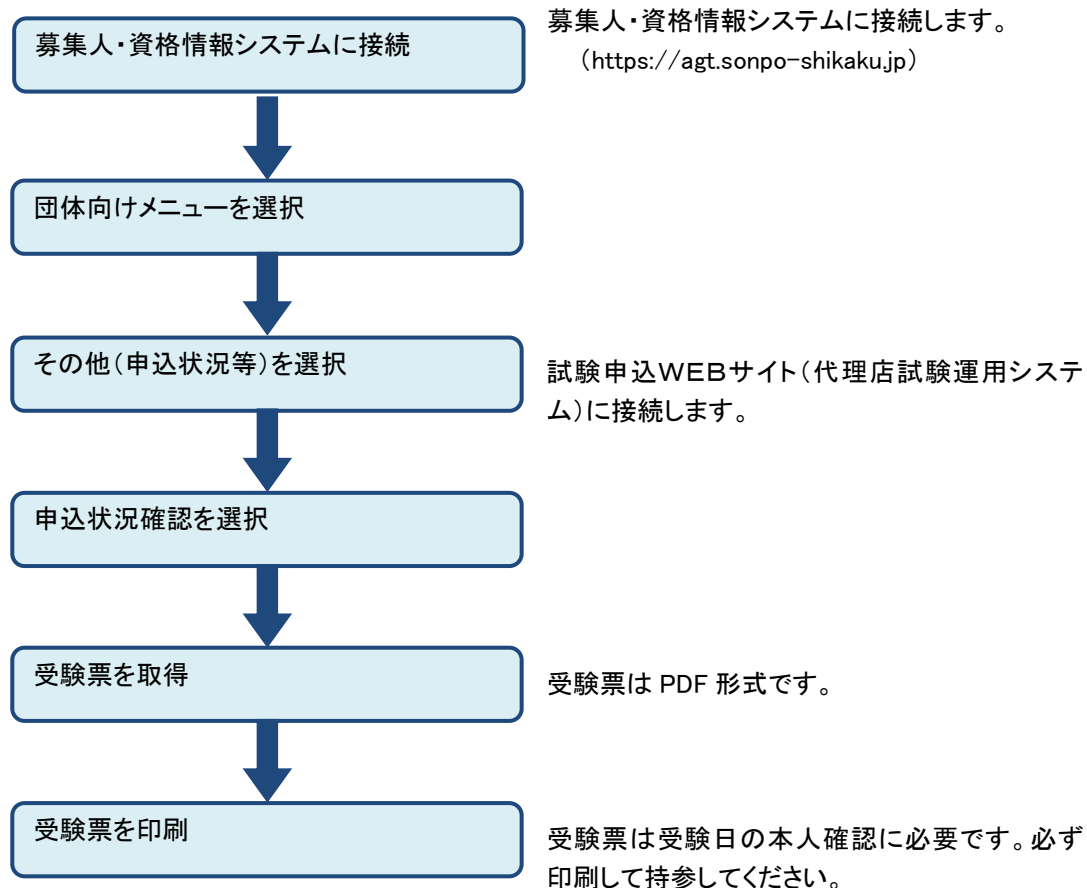 募集人・資格情報システムに接続
募集人・資格情報システムに接続します。
（https://agt.sonpo-shikaku.jp）
団体向けメニューを選択
その他（申込状況等）を選択
試験申込ＷＥＢサイト（代理店試験運用システ
ム）に接続します。
申込状況確認を選択
受験票を取得
受験票は PDF 形式です。
受験票を印刷
受験票は受験日の本人確認に必要です。必ず
印刷して持参してください。